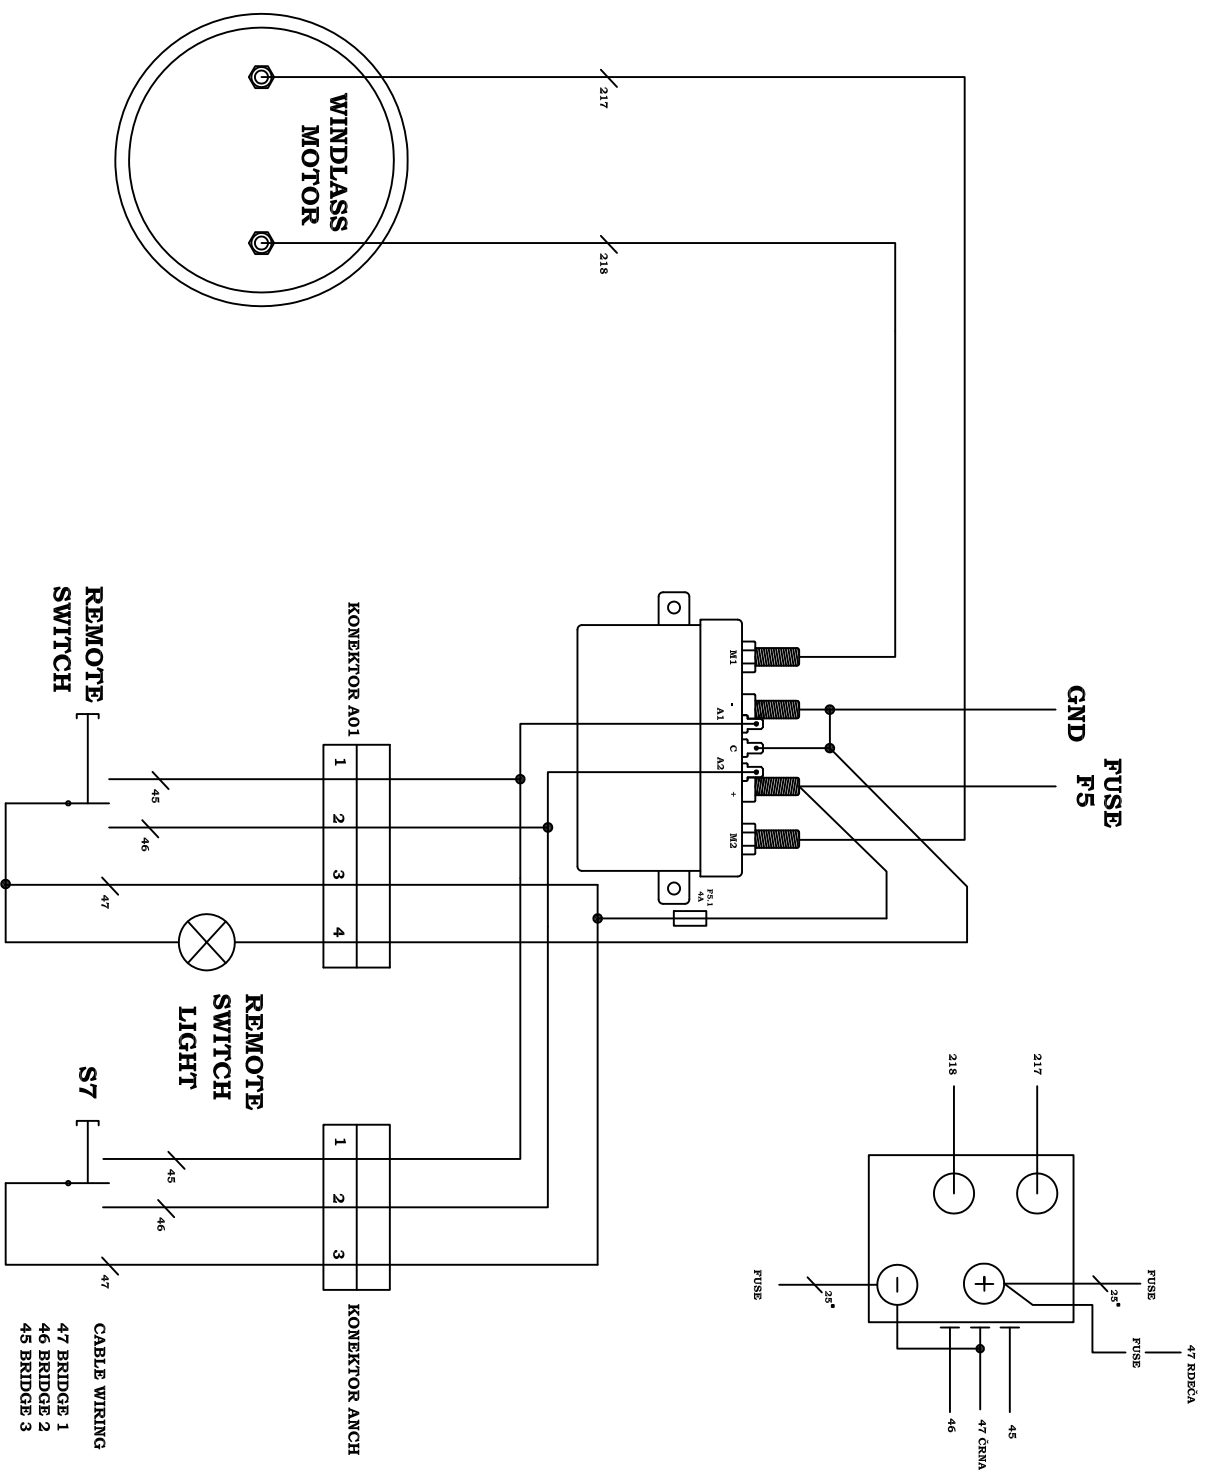 WINDLASS
MOTOR
217
218
GND
FUSE
F5
M1
-
A1
C
A2
+
M2
F5.1
4A
KONEKTOR A01
1
2
3
4
REMOTE
SWITCH
45
46
47
REMOTE
SWITCH
LIGHT
S7
KONEKTOR ANCH
1
2
3
45
46
47
CABLE WIRING
47 BRIDGE 1
46 BRIDGE 2
45 BRIDGE 3
217
218
+
-
FUSE
25"
FUSE
25"
FUSE
47 RDEČA
45
47 ČRNA
46